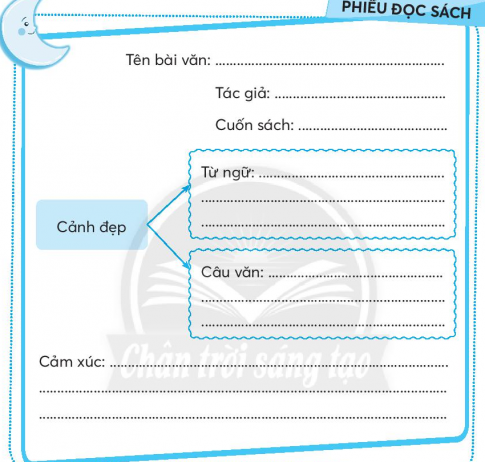 PHIẾU ĐỌC SÁCH
Tên bài văn: ..........................................................
Tác giả: ...........................................
Cuốn sách: .....................................
Từ ngữ: ..............................................
.............................................................
.............................................................
Cảnh đẹp
Câu văn: ...........................................
.............................................................
.............................................................
Chân trời sáng tạo
Cảm xúc: .....................................................................................
......................................................................................................
......................................................................................................